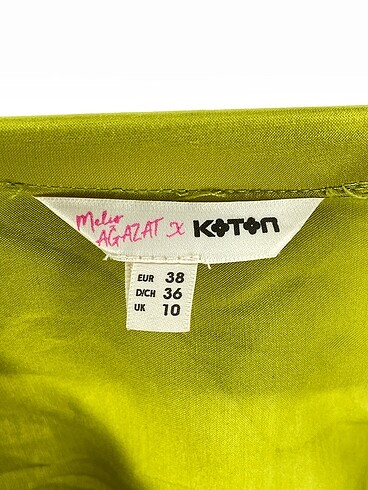 Melis
AĞAZAT X KOTON
EUR 38
D/CH 36
UK 10